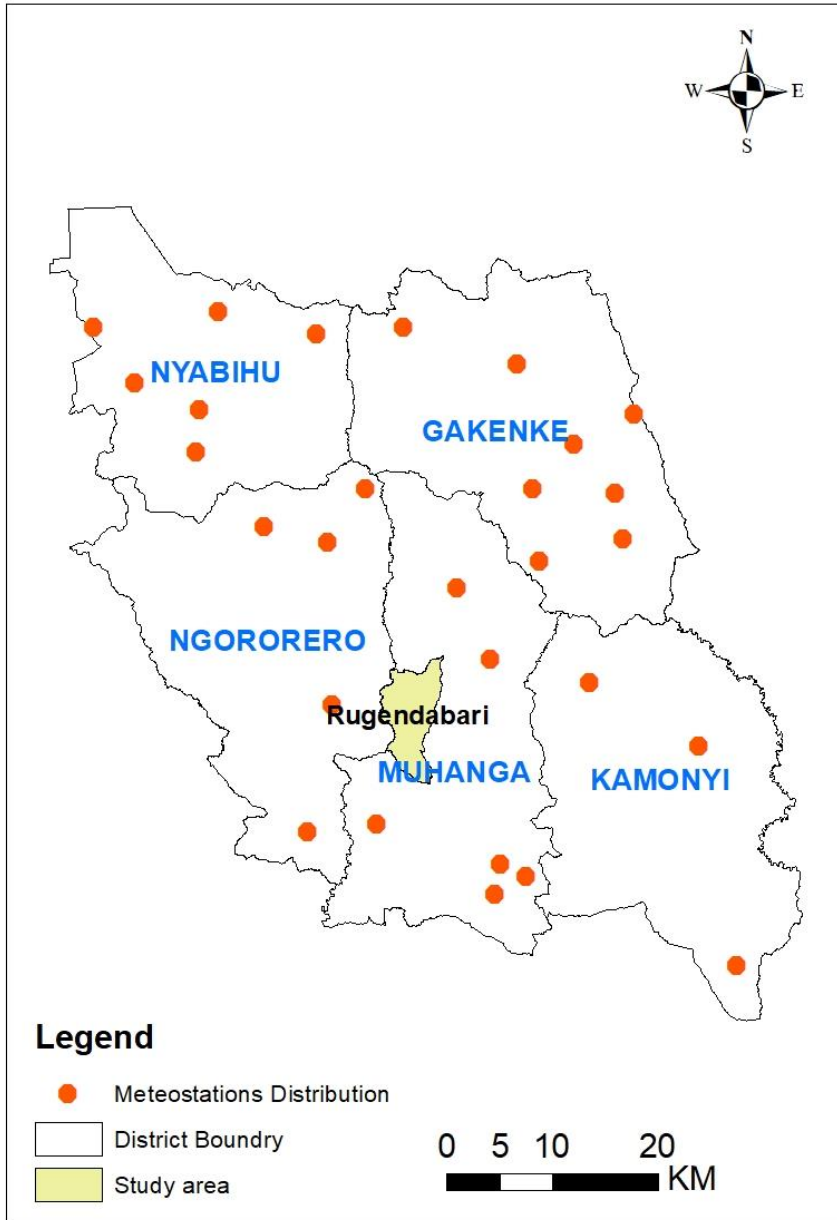 N
W E
S
NYABIHU
GAKENKE
NGORORERO
Rugendabari
MUHANGA
KAMONYI
Legend
Meteostations Distribution
District Boundry
Study area
0 5 10 20
KM